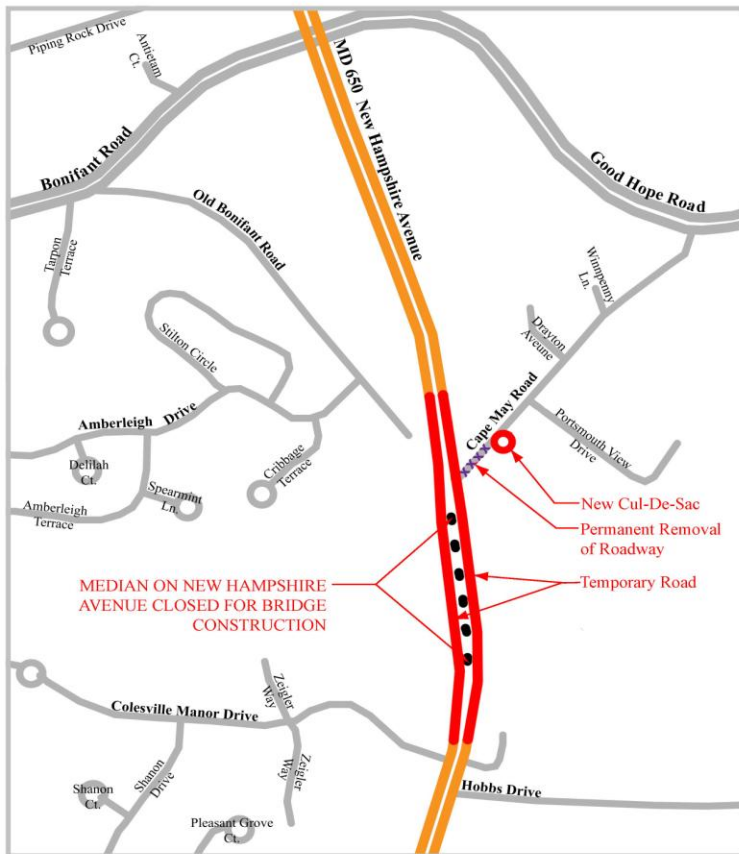 Piping Rock Drive
Antietam
Ct.
MD 650  New Hampshire Avenue
Bonifant Road
Good Hope Road
Old Bonifant Road
Tarpon
Terrace
Winnpenny
Ln.
Drayton
Aveune
Stilton Circle
Cape May Road
Portsmouth View
Drive
Amberleigh Drive
Delilah
Ct.
Cribbage
Terrace
Spearmint
Ln.
Amberleigh
Terrace
New Cul-De-Sac
Permanent Removal
of Roadway
Temporary Road
MEDIAN ON NEW HAMPSHIRE
AVENUE CLOSED FOR BRIDGE
CONSTRUCTION
Colesville Manor Drive
Zeigler
Way
Zeigler
Way
Shanon
Drive
Shanon
Ct.
Hobbs Drive
Pleasant Grove
Ct.